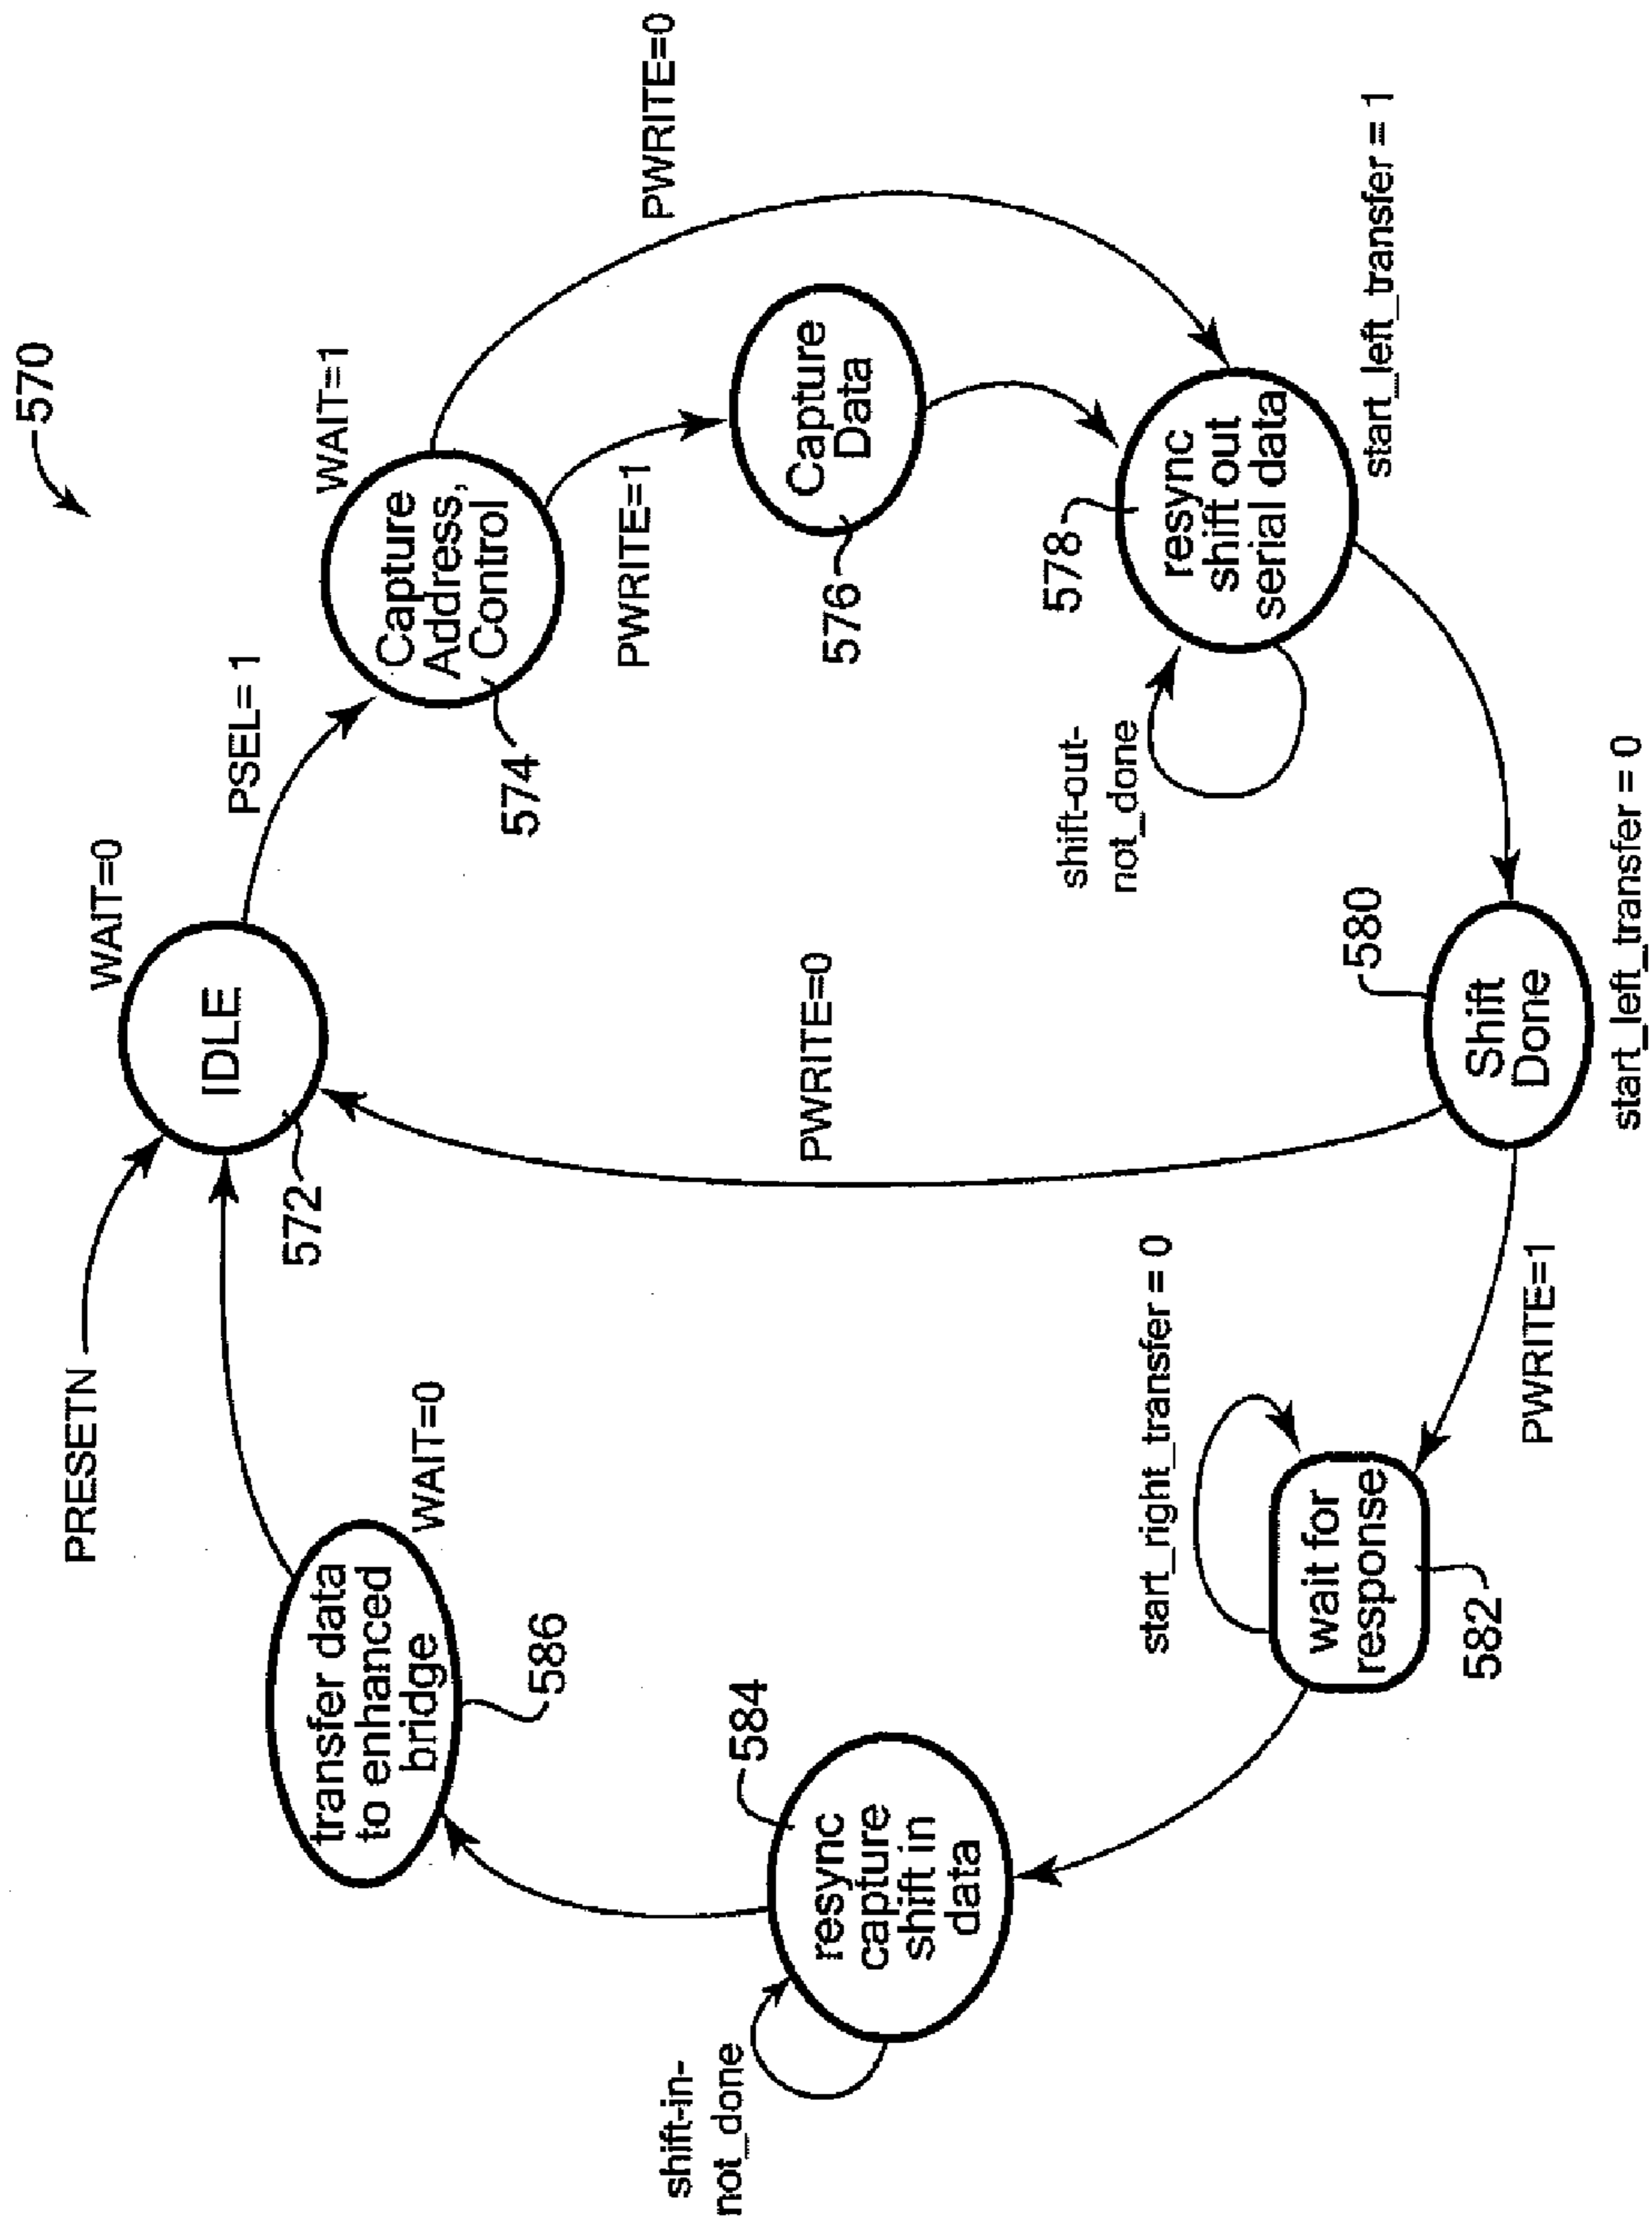 570
PRESETN
WAIT=0
IDLE
572
PSEL= 1
WAIT=1
Capture
Address,
Control
574
PWRITE=0
PWRITE=1
Capture
Data
576
578
resync
shift out
serial data
shift-out-
not_done
start_left_transfer = 1
580
Shift
Done
start_left_transfer = 0
PWRITE=0
PWRITE=1
start_right_transfer = 0
wait for
response
582
584
resync
capture
shift in
data
shift-in-
not_done
transfer data
to enhanced
bridge
WAIT=0
586